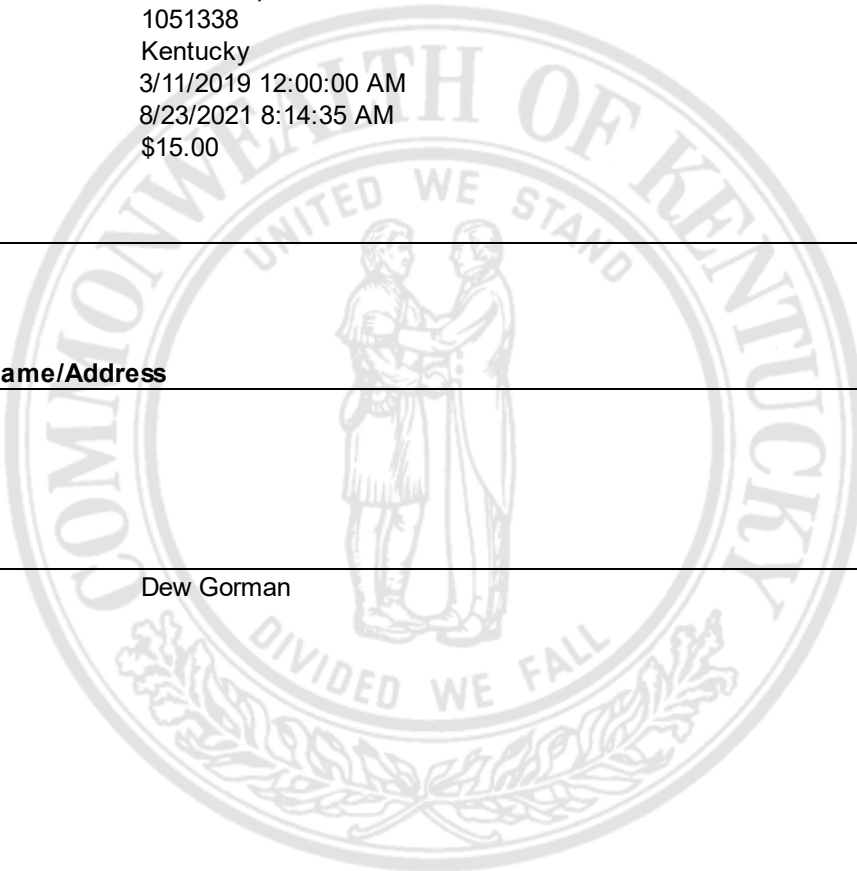 1051338
Kentucky
3/11/2019 12:00:00 AM
8/23/2021 8:14:35 AM
$15.00
COMMONWEALTH OF KENTUCKY
UNITED WE STAND
ame/Address
Dew Gorman
DIVIDED WE FALL